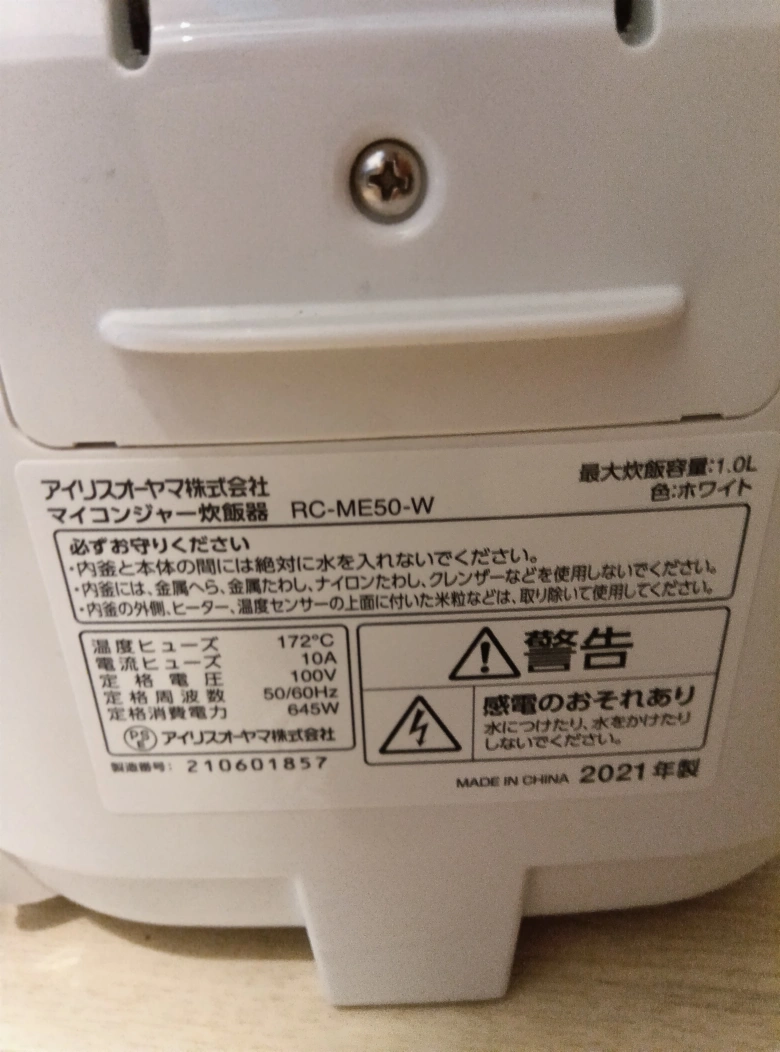 アイリスオーヤマ株式会社
マイコンジャー炊飯器 RC-ME50-W
最大炊飯容量:1.0L
色:ホワイト
必ずお守りください
・内釜と本体の間には絶対に水を入れないでください。
・内釜には、金属へら、金属たわし、ナイロンたわし、クレンザーなどを使用しないでください。
・内釜の外側、ヒーター、温度センサーの上面に付いた米粒などは、取り除いて使用してください。
温度ヒューズ 172℃
電流ヒューズ 10A
定格電圧 100V
定格周波数 50/60Hz
定格消費電力 645W
PSE アイリスオーヤマ株式会社
製造番号: 210601857
警告
感電のおそれあり
水につけたり、水をかけたり
しないでください。
MADE IN CHINA 2021年製